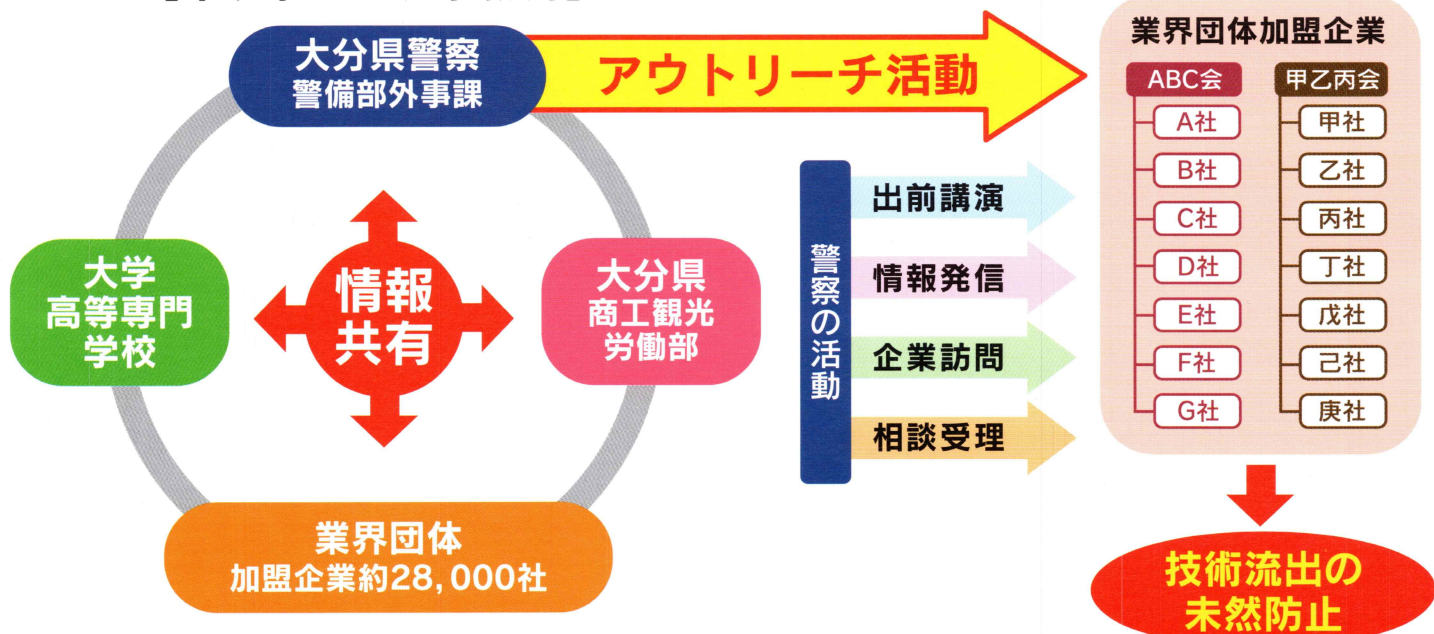 大分県警察
警備部外事課
アウトリーチ活動
大学
高等専門
学校
情報
共有
大分県
商工観光
労働部
業界団体
加盟企業約28,000社
警察の活動
出前講演
情報発信
企業訪問
相談受理
業界団体加盟企業
ABC会
A社
B社
C社
D社
E社
F社
G社
甲乙丙会
甲社
乙社
丙社
丁社
戊社
己社
庚社
技術流出の
未然防止